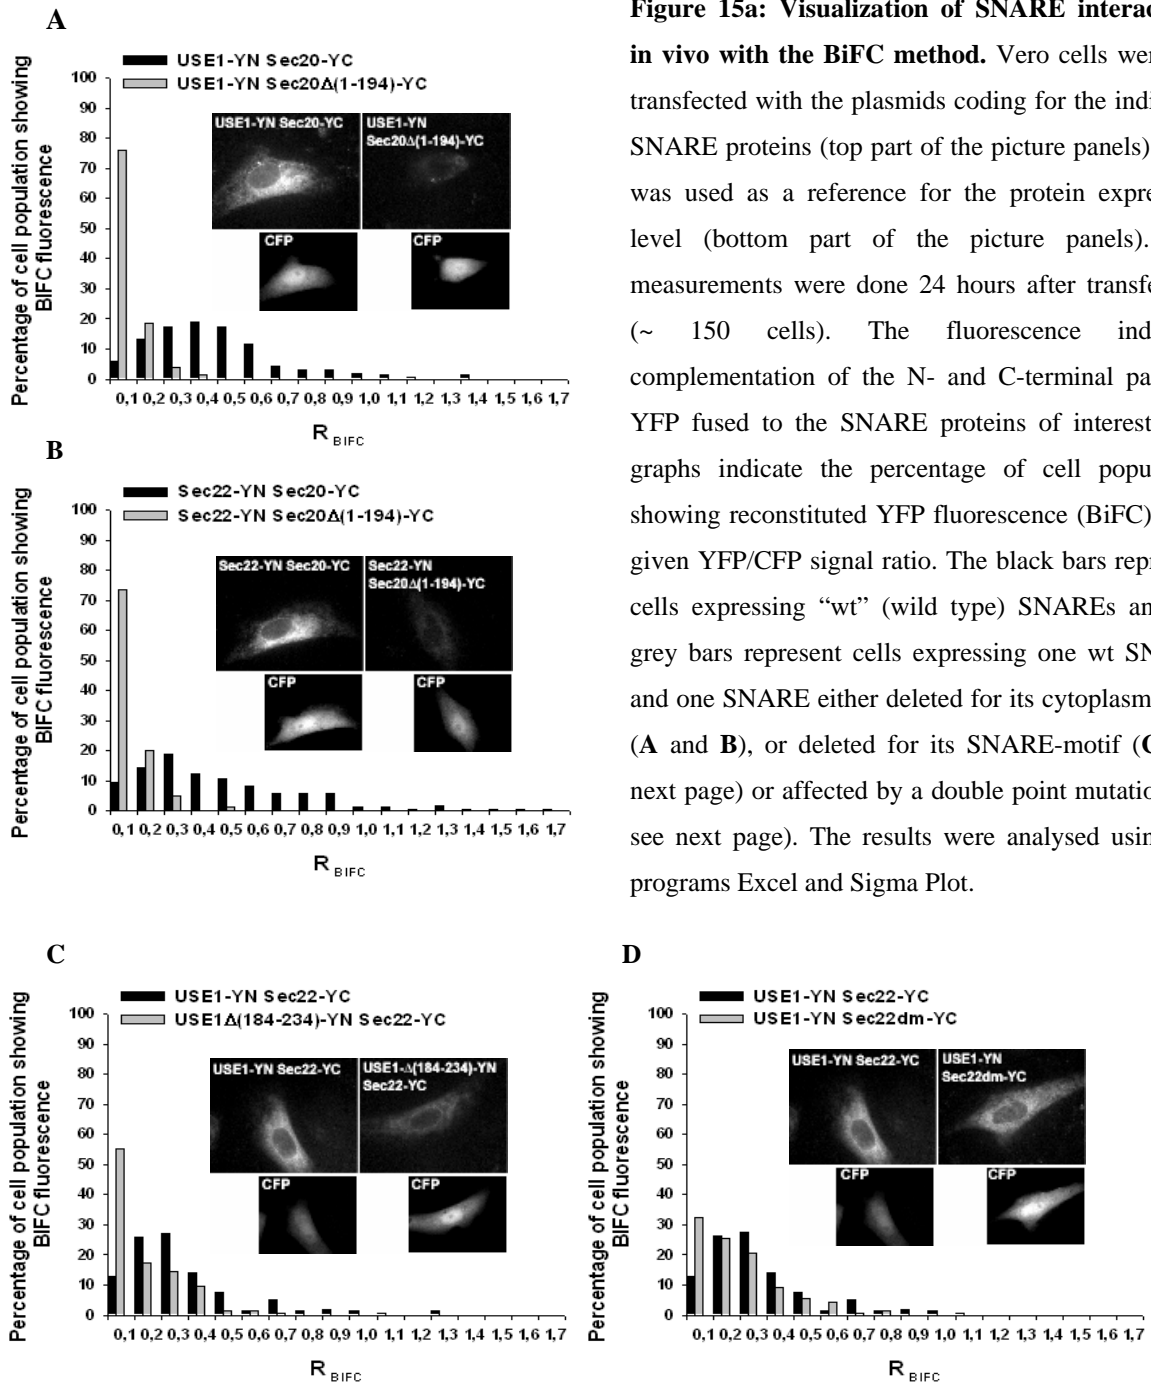 A
USE1-YN Sec20-YC
USE1-YN Sec20Δ(1-194)-YC
Percentage of cell population showing
BIFC fluorescence
100
90
80
70
60
50
40
30
20
10
0
USE1-YN Sec20-YC
USE1-YN
Sec20Δ(1-194)-YC
CFP
CFP
0,1 0,2 0,3 0,4 0,5 0,6 0,7 0,8 0,9 1,0 1,1 1,2 1,3 1,4 1,5 1,6 1,7
R BIFC
Figure 15a: Visualization of SNARE interac
in vivo with the BiFC method. Vero cells wer
transfected with the plasmids coding for the indi
SNARE proteins (top part of the picture panels)
was used as a reference for the protein expre
level (bottom part of the picture panels).
measurements were done 24 hours after transfe
(~ 150 cells). The fluorescence ind
complementation of the N- and C-terminal pa
YFP fused to the SNARE proteins of interest
graphs indicate the percentage of cell popu
showing reconstituted YFP fluorescence (BiFC)
given YFP/CFP signal ratio. The black bars repr
cells expressing “wt” (wild type) SNAREs an
grey bars represent cells expressing one wt SN
and one SNARE either deleted for its cytoplasm
(A and B), or deleted for its SNARE-motif (C
next page) or affected by a double point mutatio
see next page). The results were analysed usin
programs Excel and Sigma Plot.
B
Sec22-YN Sec20-YC
Sec22-YN Sec20Δ(1-194)-YC
Percentage of cell population showing
BIFC fluorescence
100
90
80
70
60
50
40
30
20
10
0
Sec22-YN Sec20-YC
Sec22-YN
Sec20Δ(1-194)-YC
CFP
CFP
0,1 0,2 0,3 0,4 0,5 0,6 0,7 0,8 0,9 1,0 1,1 1,2 1,3 1,4 1,5 1,6 1,7
R BIFC
C
USE1-YN Sec22-YC
USE1Δ(184-234)-YN Sec22-YC
Percentage of cell population showing
BIFC fluorescence
100
90
80
70
60
50
40
30
20
10
0
USE1-YN Sec22-YC
USE1-Δ(184-234)-YN
Sec22-YC
CFP
CFP
0,1 0,2 0,3 0,4 0,5 0,6 0,7 0,8 0,9 1,0 1,1 1,2 1,3 1,4 1,5 1,6 1,7
R BIFC
D
USE1-YN Sec22-YC
USE1-YN Sec22dm-YC
Percentage of cell population showing
BIFC fluorescence
100
90
80
70
60
50
40
30
20
10
0
USE1-YN Sec22-YC
USE1-YN
Sec22dm-YC
CFP
CFP
0,1 0,2 0,3 0,4 0,5 0,6 0,7 0,8 0,9 1,0 1,1 1,2 1,3 1,4 1,5 1,6 1,7
R BIFC